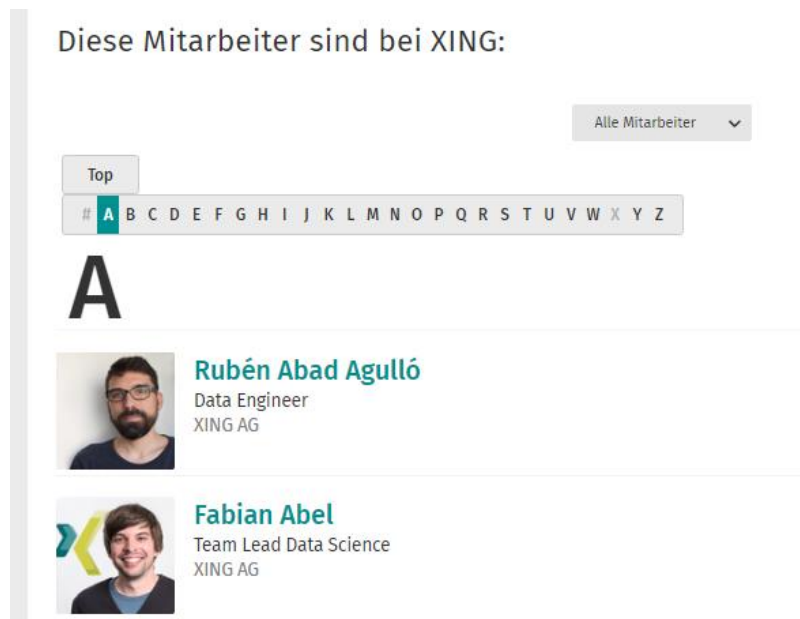 Diese Mitarbeiter sind bei XING:
Alle Mitarbeiter
Top
# A B C D E F G H I J K L M N O P Q R S T U V W X Y Z
A
Rubén Abad Agulló
Data Engineer
XING AG
Fabian Abel
Team Lead Data Science
XING AG